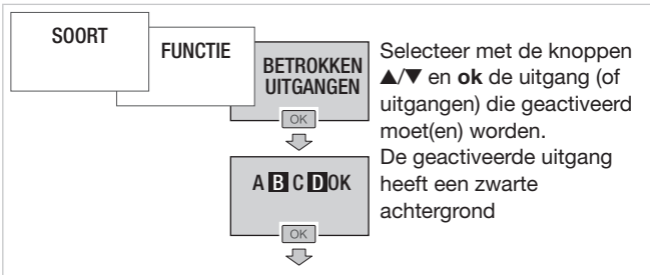 SOORT
FUNCTIE
BETROKKEN
UITGANGEN
OK
A B C D OK
OK
Selecteer met de knoppen
▲/▼ en ok de uitgang (of
uitgangen) die geactiveerd
moet(en) worden.
De geactiveerde uitgang
heeft een zwarte
achtergrond